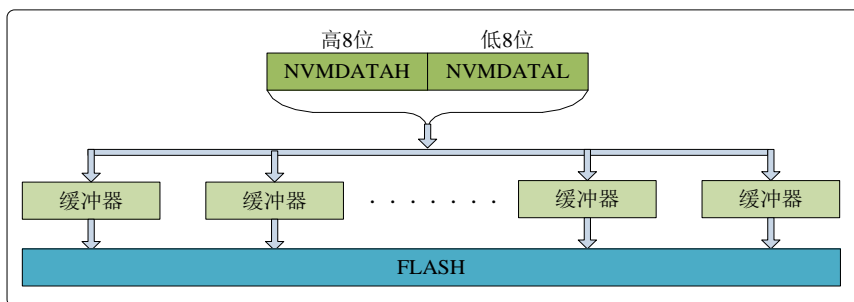 高8位 低8位
NVMDATAH NVMDATAL
缓冲器 缓冲器 · · · · · · · 缓冲器 缓冲器
FLASH